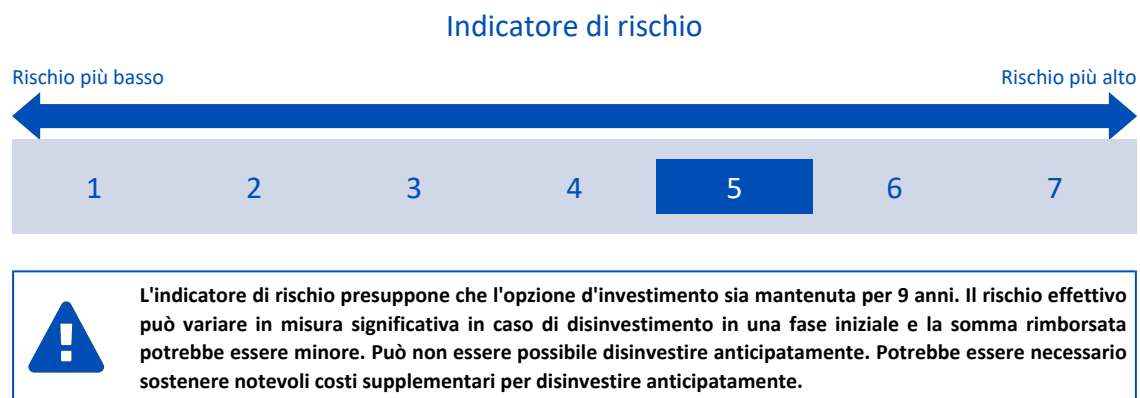 Indicatore di rischio
Rischio più basso
Rischio più alto
1 2 3 4 5 6 7
L'indicatore di rischio presuppone che l'opzione d'investimento sia mantenuta per 9 anni. Il rischio effettivo
può variare in misura significativa in caso di disinvestimento in una fase iniziale e la somma rimborsata
potrebbe essere minore. Può non essere possibile disinvestire anticipatamente. Potrebbe essere necessario
sostenere notevoli costi supplementari per disinvestire anticipatamente.